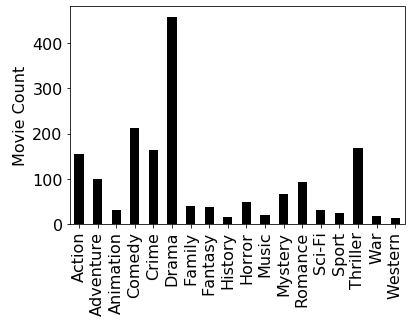 Movie Count
400
300
200
100
0
Action
Adventure
Animation
Comedy
Crime
Drama
Family
Fantasy
History
Horror
Music
Mystery
Romance
Sci-Fi
Sport
Thriller
War
Western